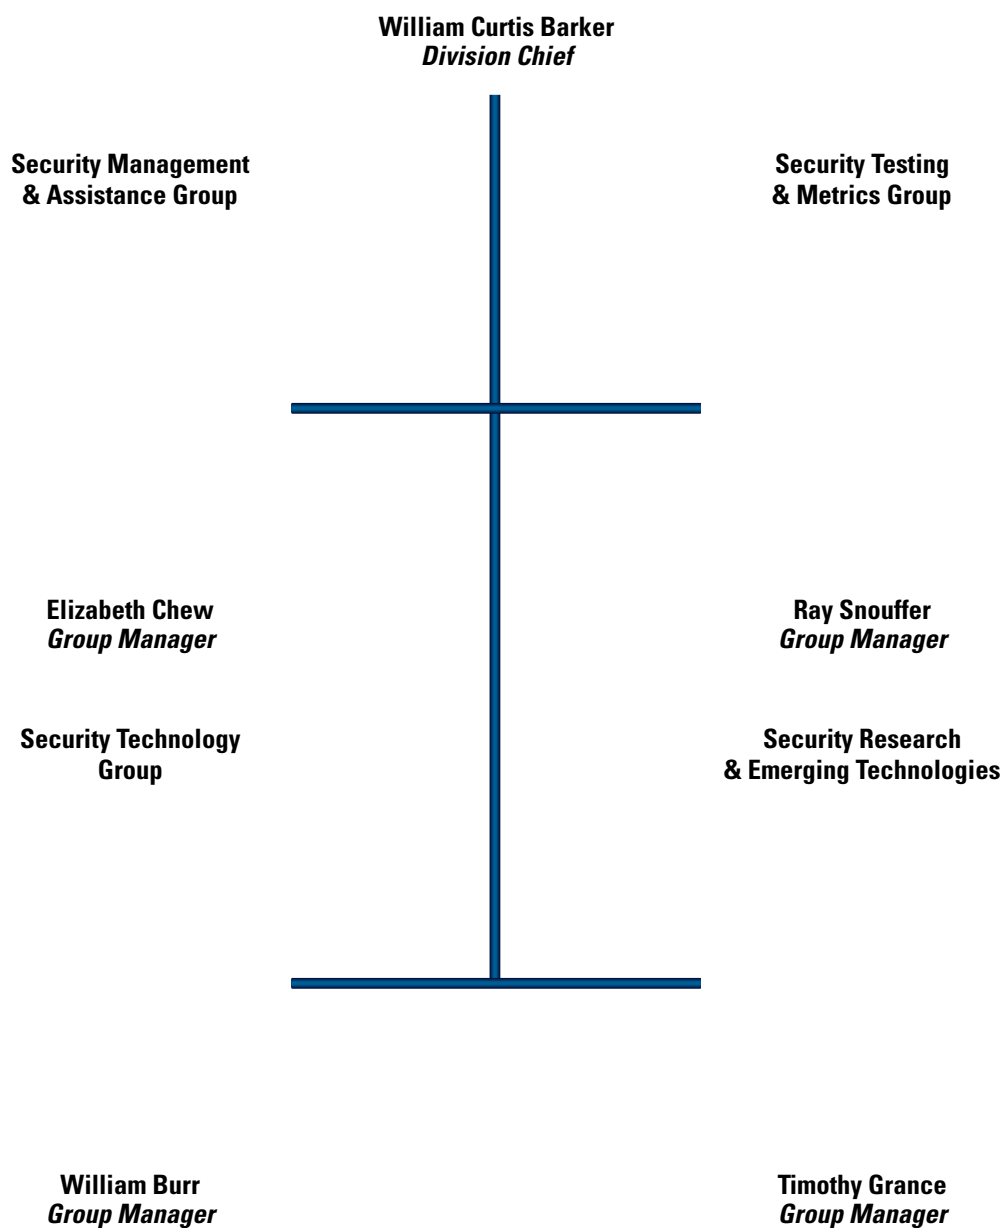 William Curtis Barker
Division Chief
Security Management
& Assistance Group
Security Testing
& Metrics Group
Elizabeth Chew
Group Manager
Ray Snouffer
Group Manager
Security Technology
Group
Security Research
& Emerging Technologies
William Burr
Group Manager
Timothy Grance
Group Manager